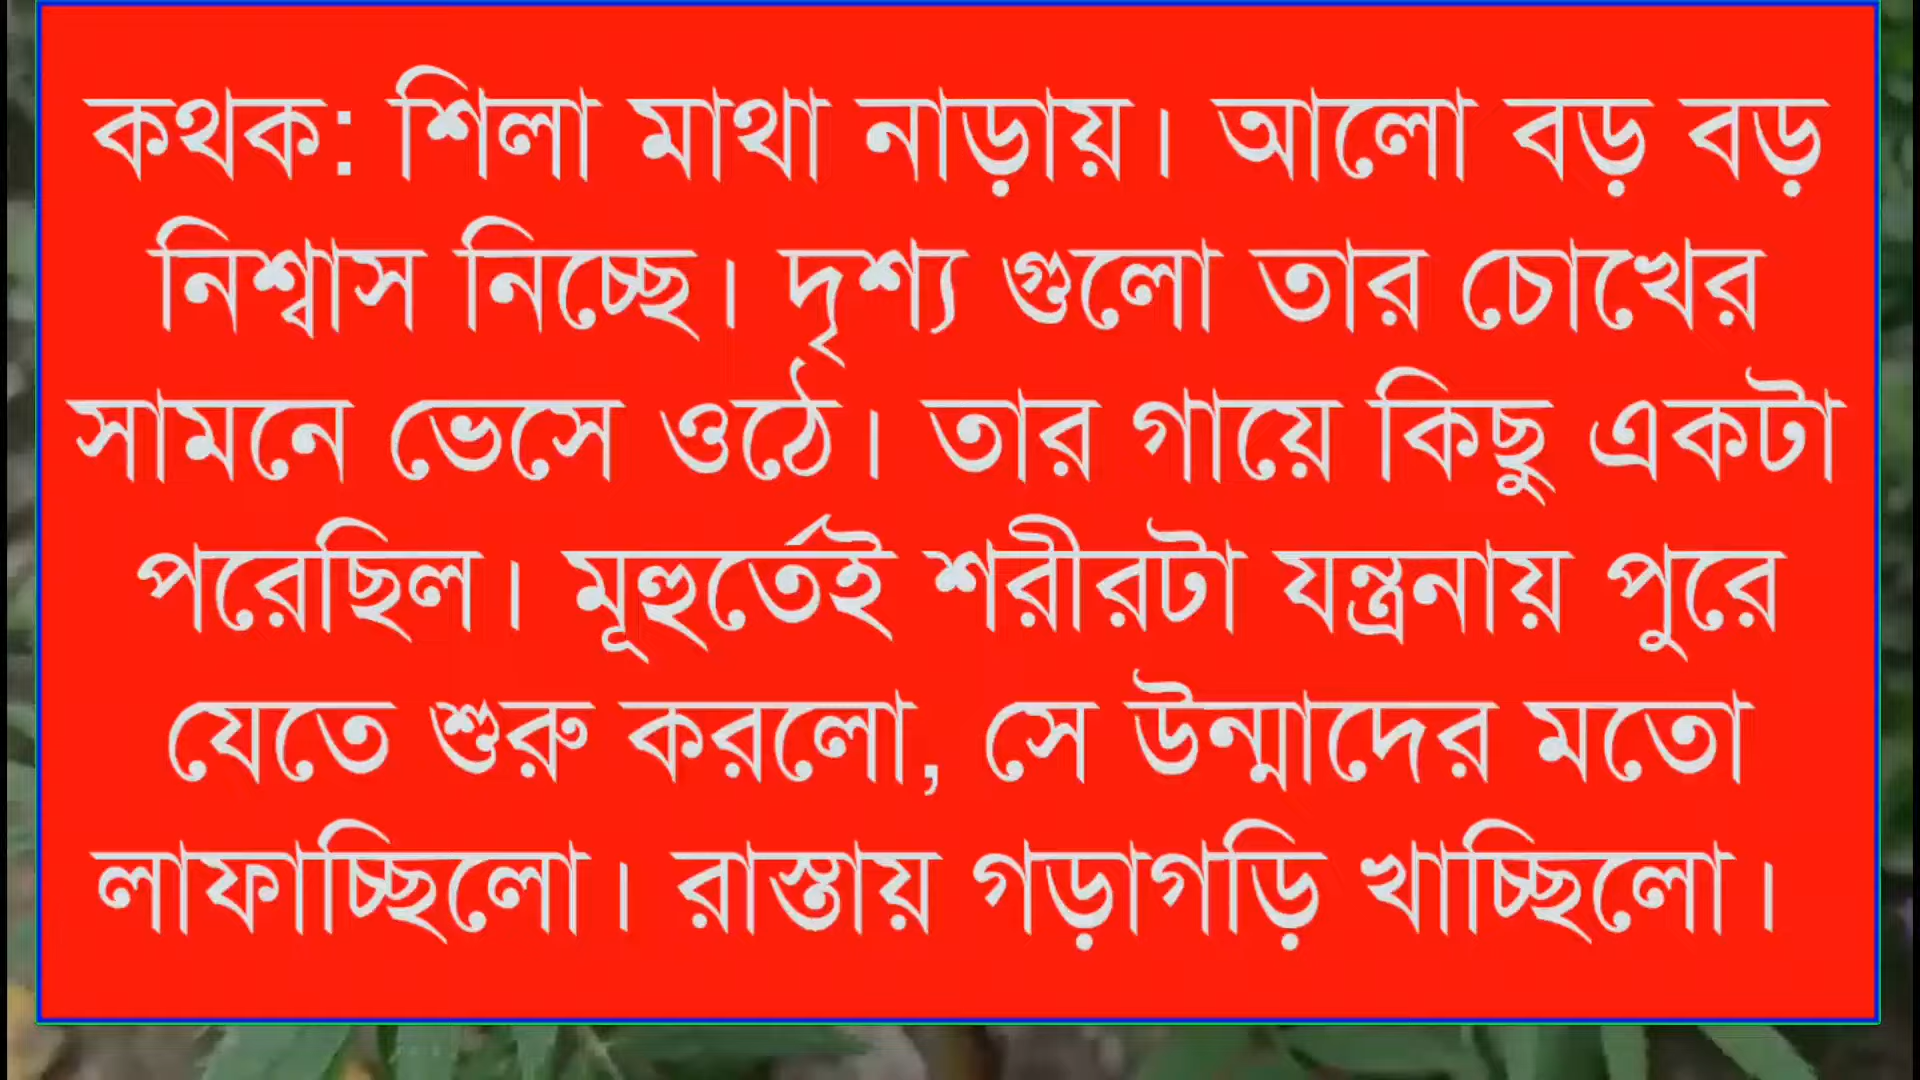 কথক: শিলা মাথা নাড়ায়। আলো বড় বড়
নিশ্বাস নিচ্ছে। দৃশ্য গুলো তার চোখের
সামনে ভেসে ওঠে। তার গায়ে কিছু একটা
পরেছিল। মূহুর্তেই শরীরটা যন্ত্রনায় পুরে
যেতে শুরু করলো, সে উন্মাদের মতো
লাফাচ্ছিলো। রাস্তায় গড়াগড়ি খাচ্ছিলো।